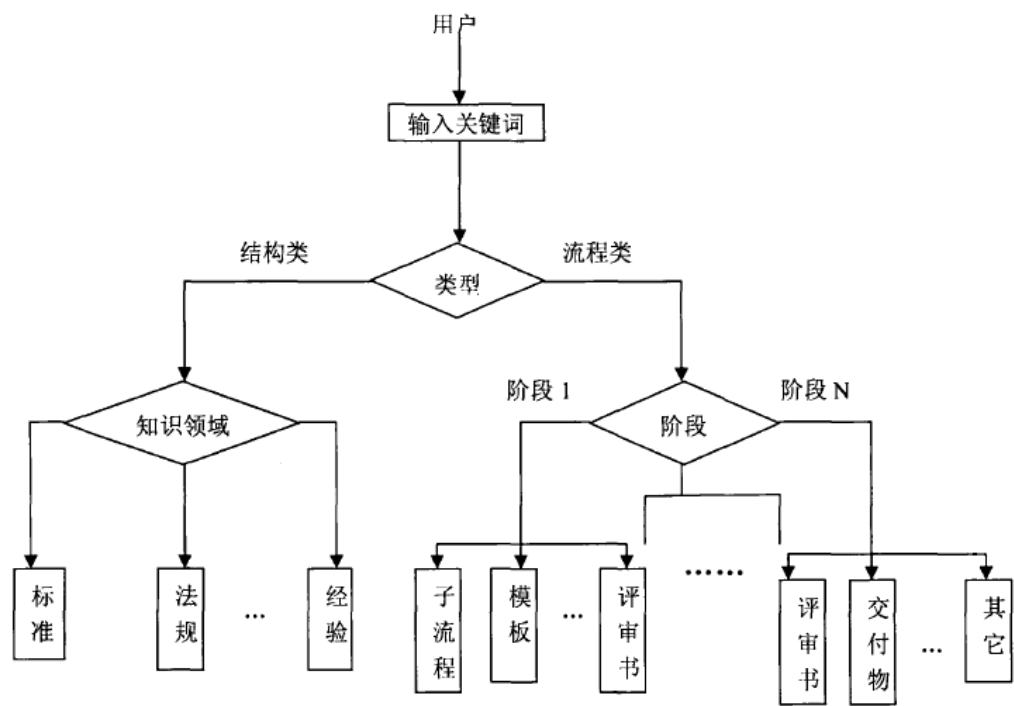 用户
输入关键词
结构类
流程类
类型
阶段 1
阶段 N
知识领域
阶段
标准
法规
...
经验
子流程
模板
...
评审书
......
评审书
交付物
...
其它